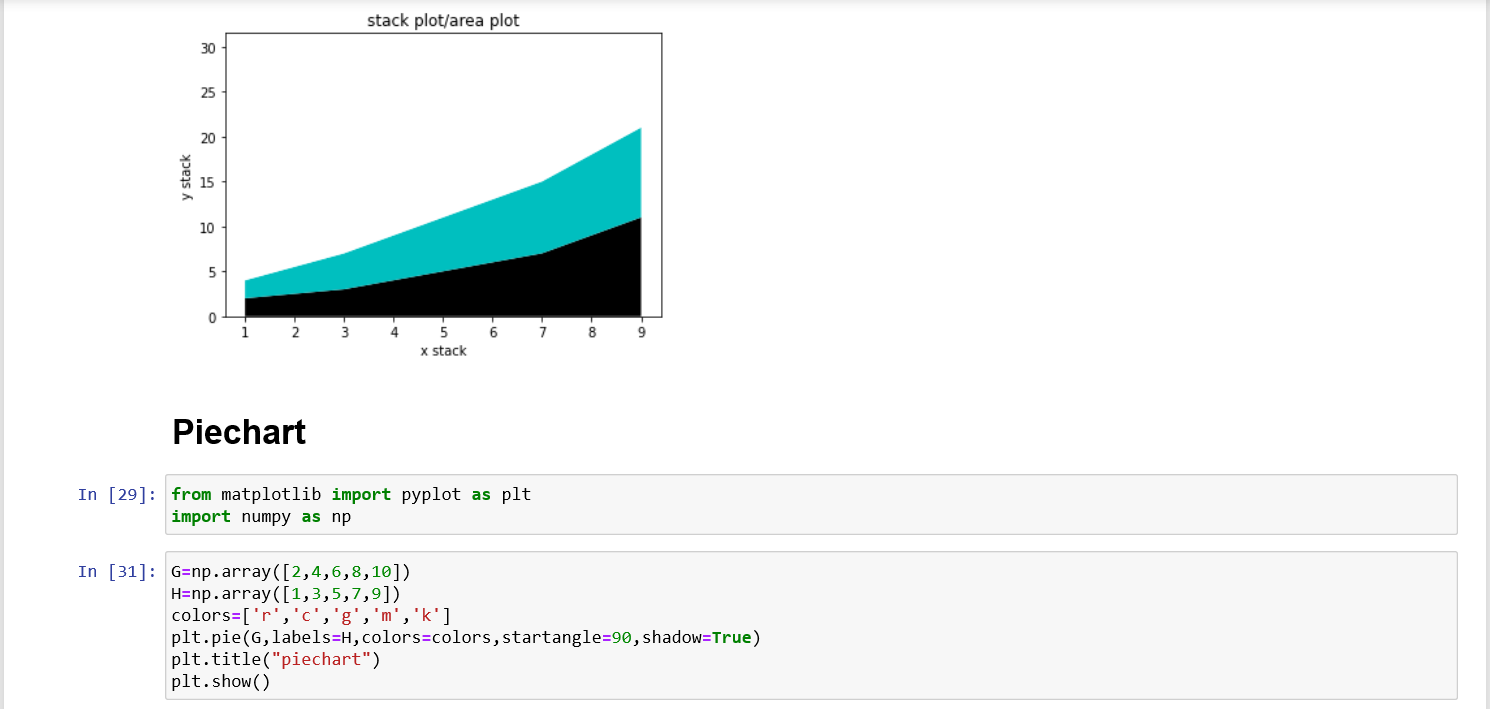 stack plot/area plot
30
25
20
15
10
5
0
y stack
1 2 3 4 5 6 7 8 9
x stack
Piechart
In [29]: from matplotlib import pyplot as plt
import numpy as np
In [31]: G=np.array([2,4,6,8,10])
H=np.array([1,3,5,7,9])
colors=['r','c','g','m','k']
plt.pie(G,labels=H,colors=colors,startangle=90,shadow=True)
plt.title("piechart")
plt.show()